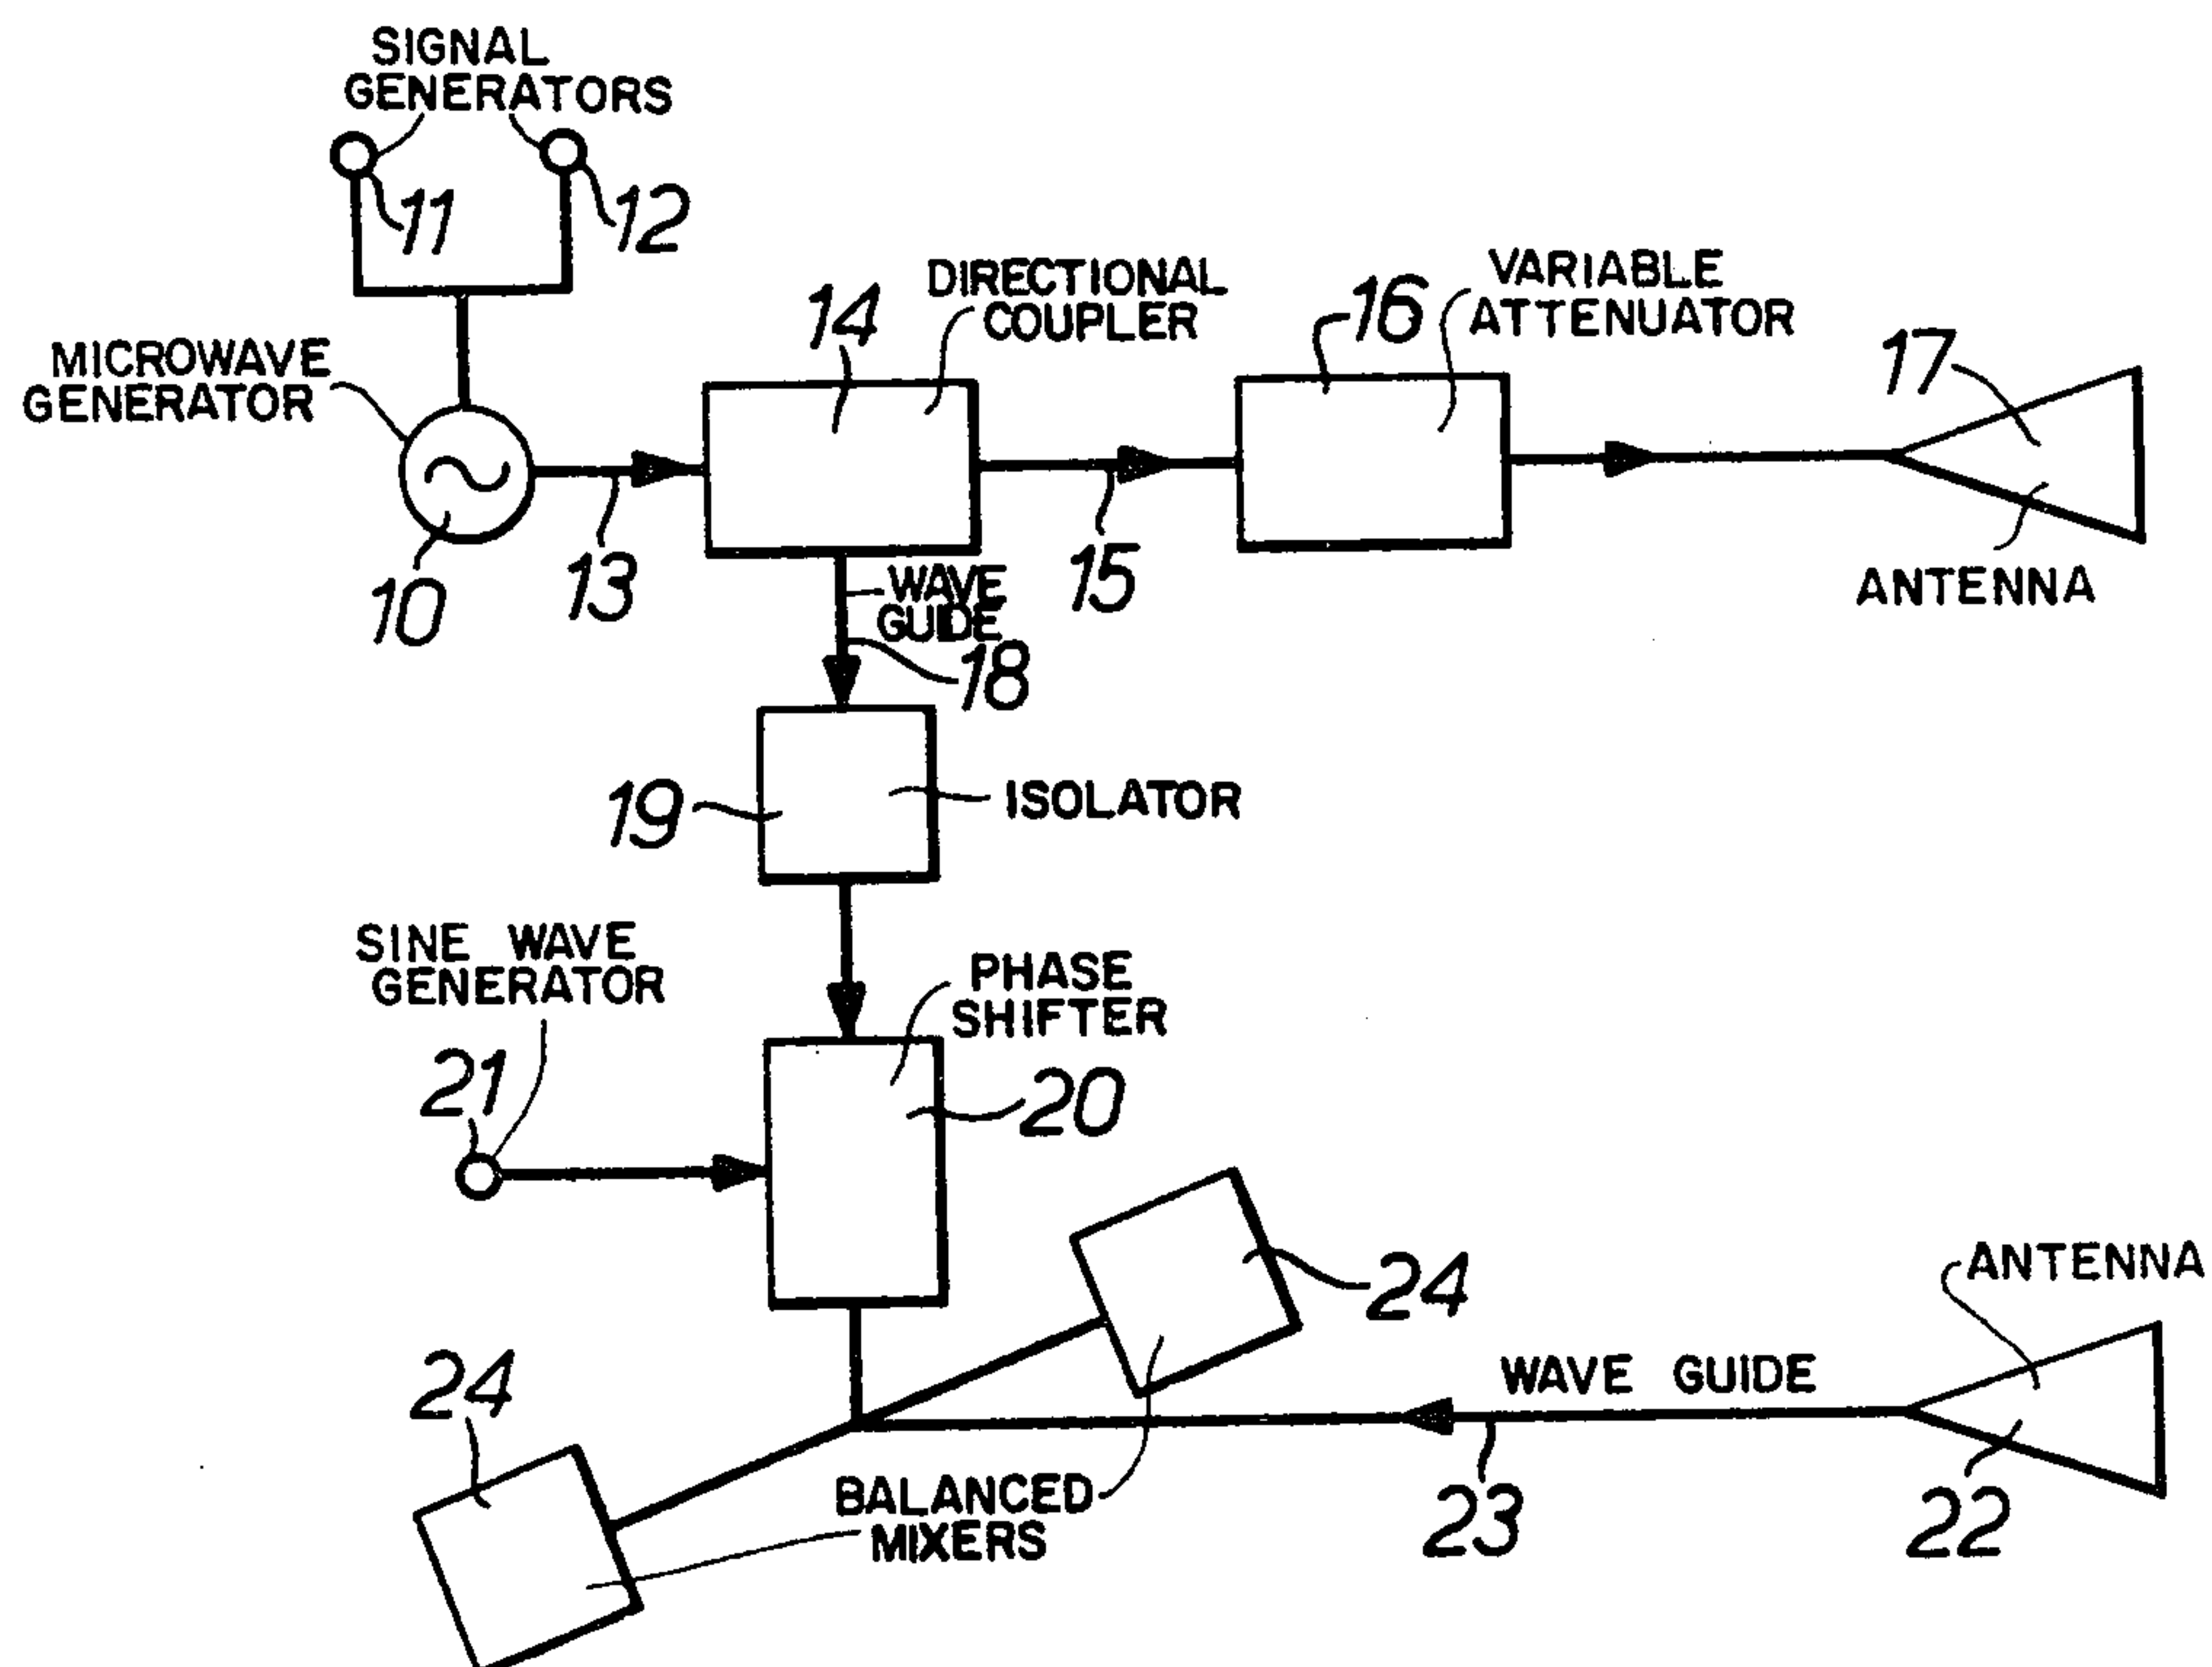 SIGNAL
GENERATORS
11
12
DIRECTIONAL
COUPLER
14
VARIABLE
ATTENUATOR
16
17
MICROWAVE
GENERATOR
10
13
15
ANTENNA
WAVE
GUIDE
18
19
ISOLATOR
SINE WAVE
GENERATOR
PHASE
SHIFTER
21
20
24
ANTENNA
24
WAVE GUIDE
BALANCED
MIXERS
23
22